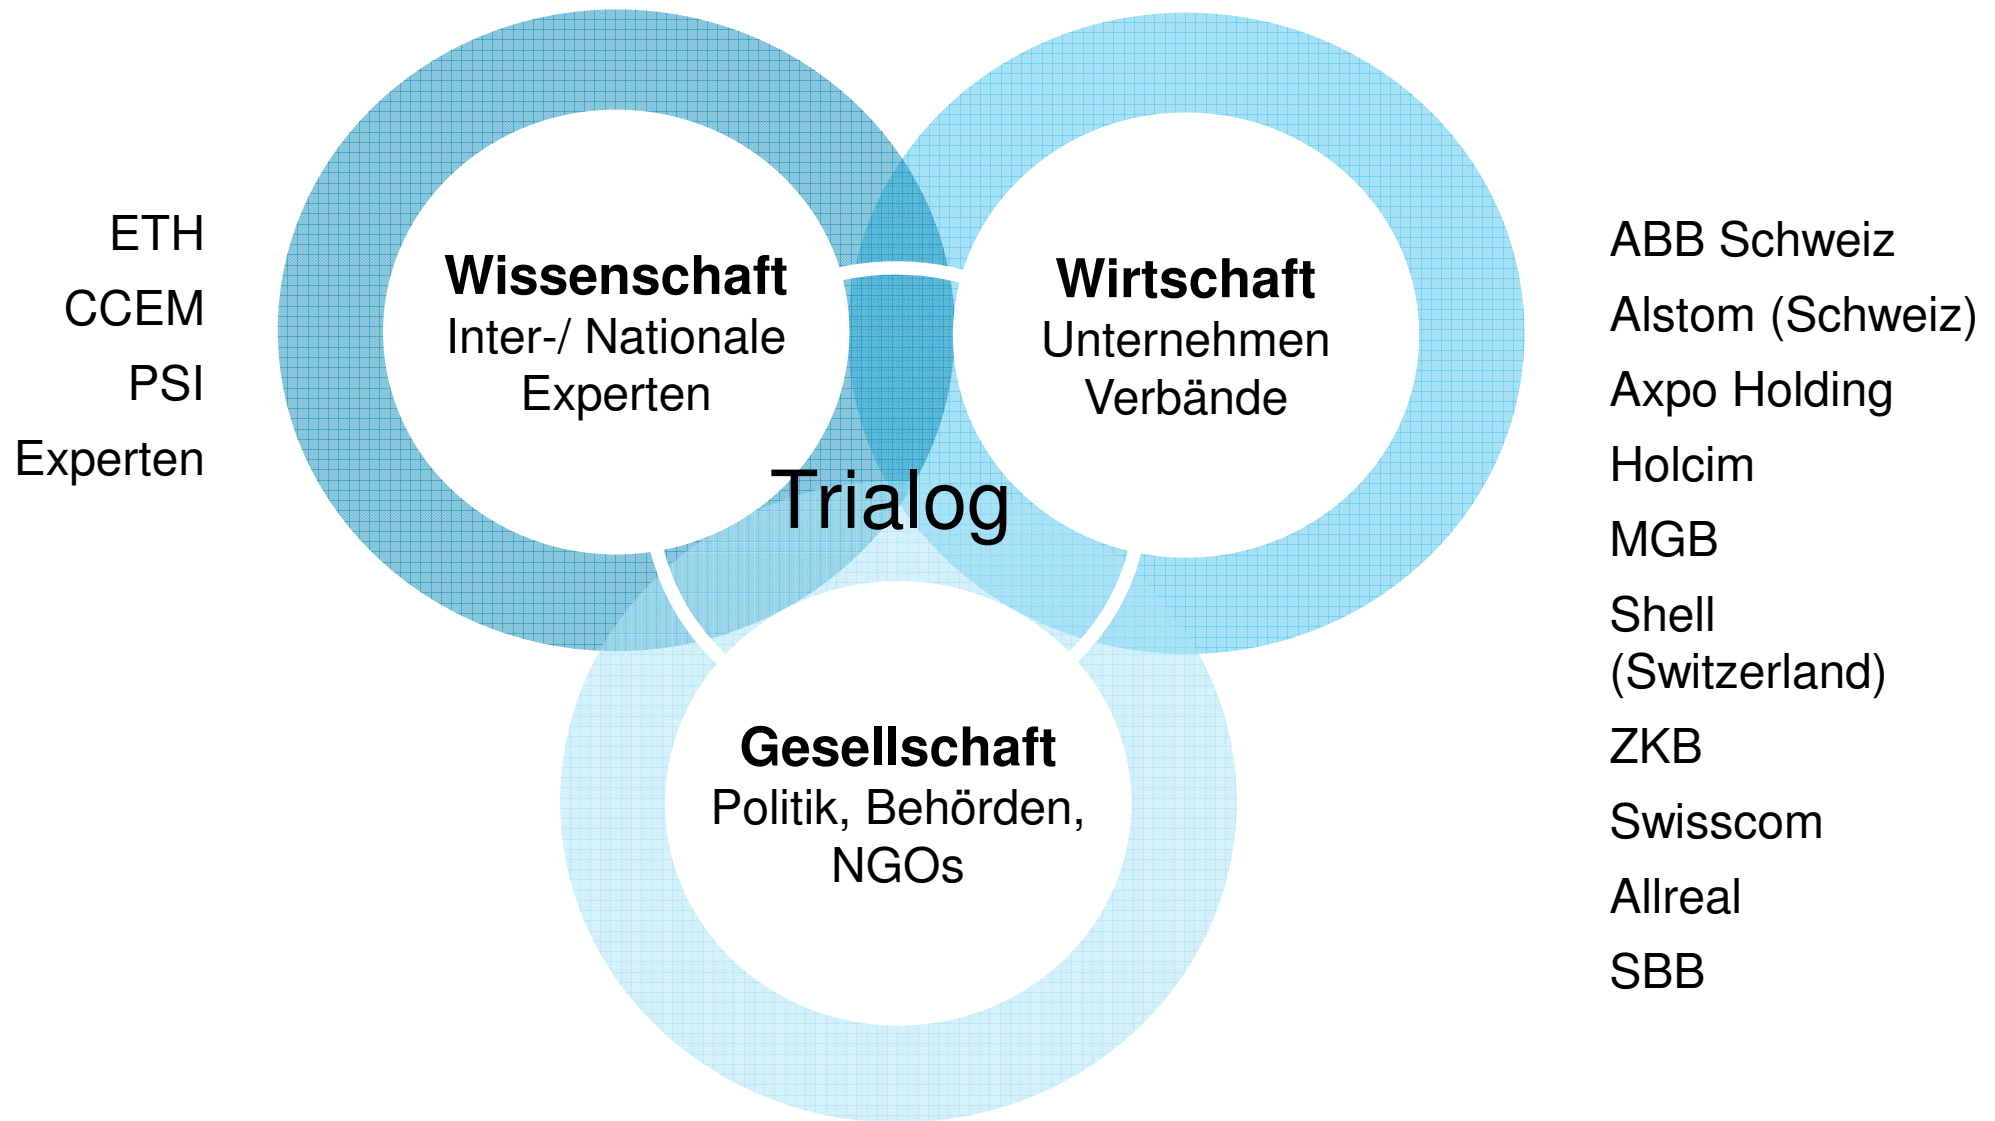 ETH
CCEM
PSI
Experten
Wissenschaft
Inter-/ Nationale
Experten
Wirtschaft
Unternehmen
Verbände
Trialog
Gesellschaft
Politik, Behörden,
NGOs
ABB Schweiz
Alstom (Schweiz)
Axpo Holding
Holcim
MGB
Shell
(Switzerland)
ZKB
Swisscom
Allreal
SBB